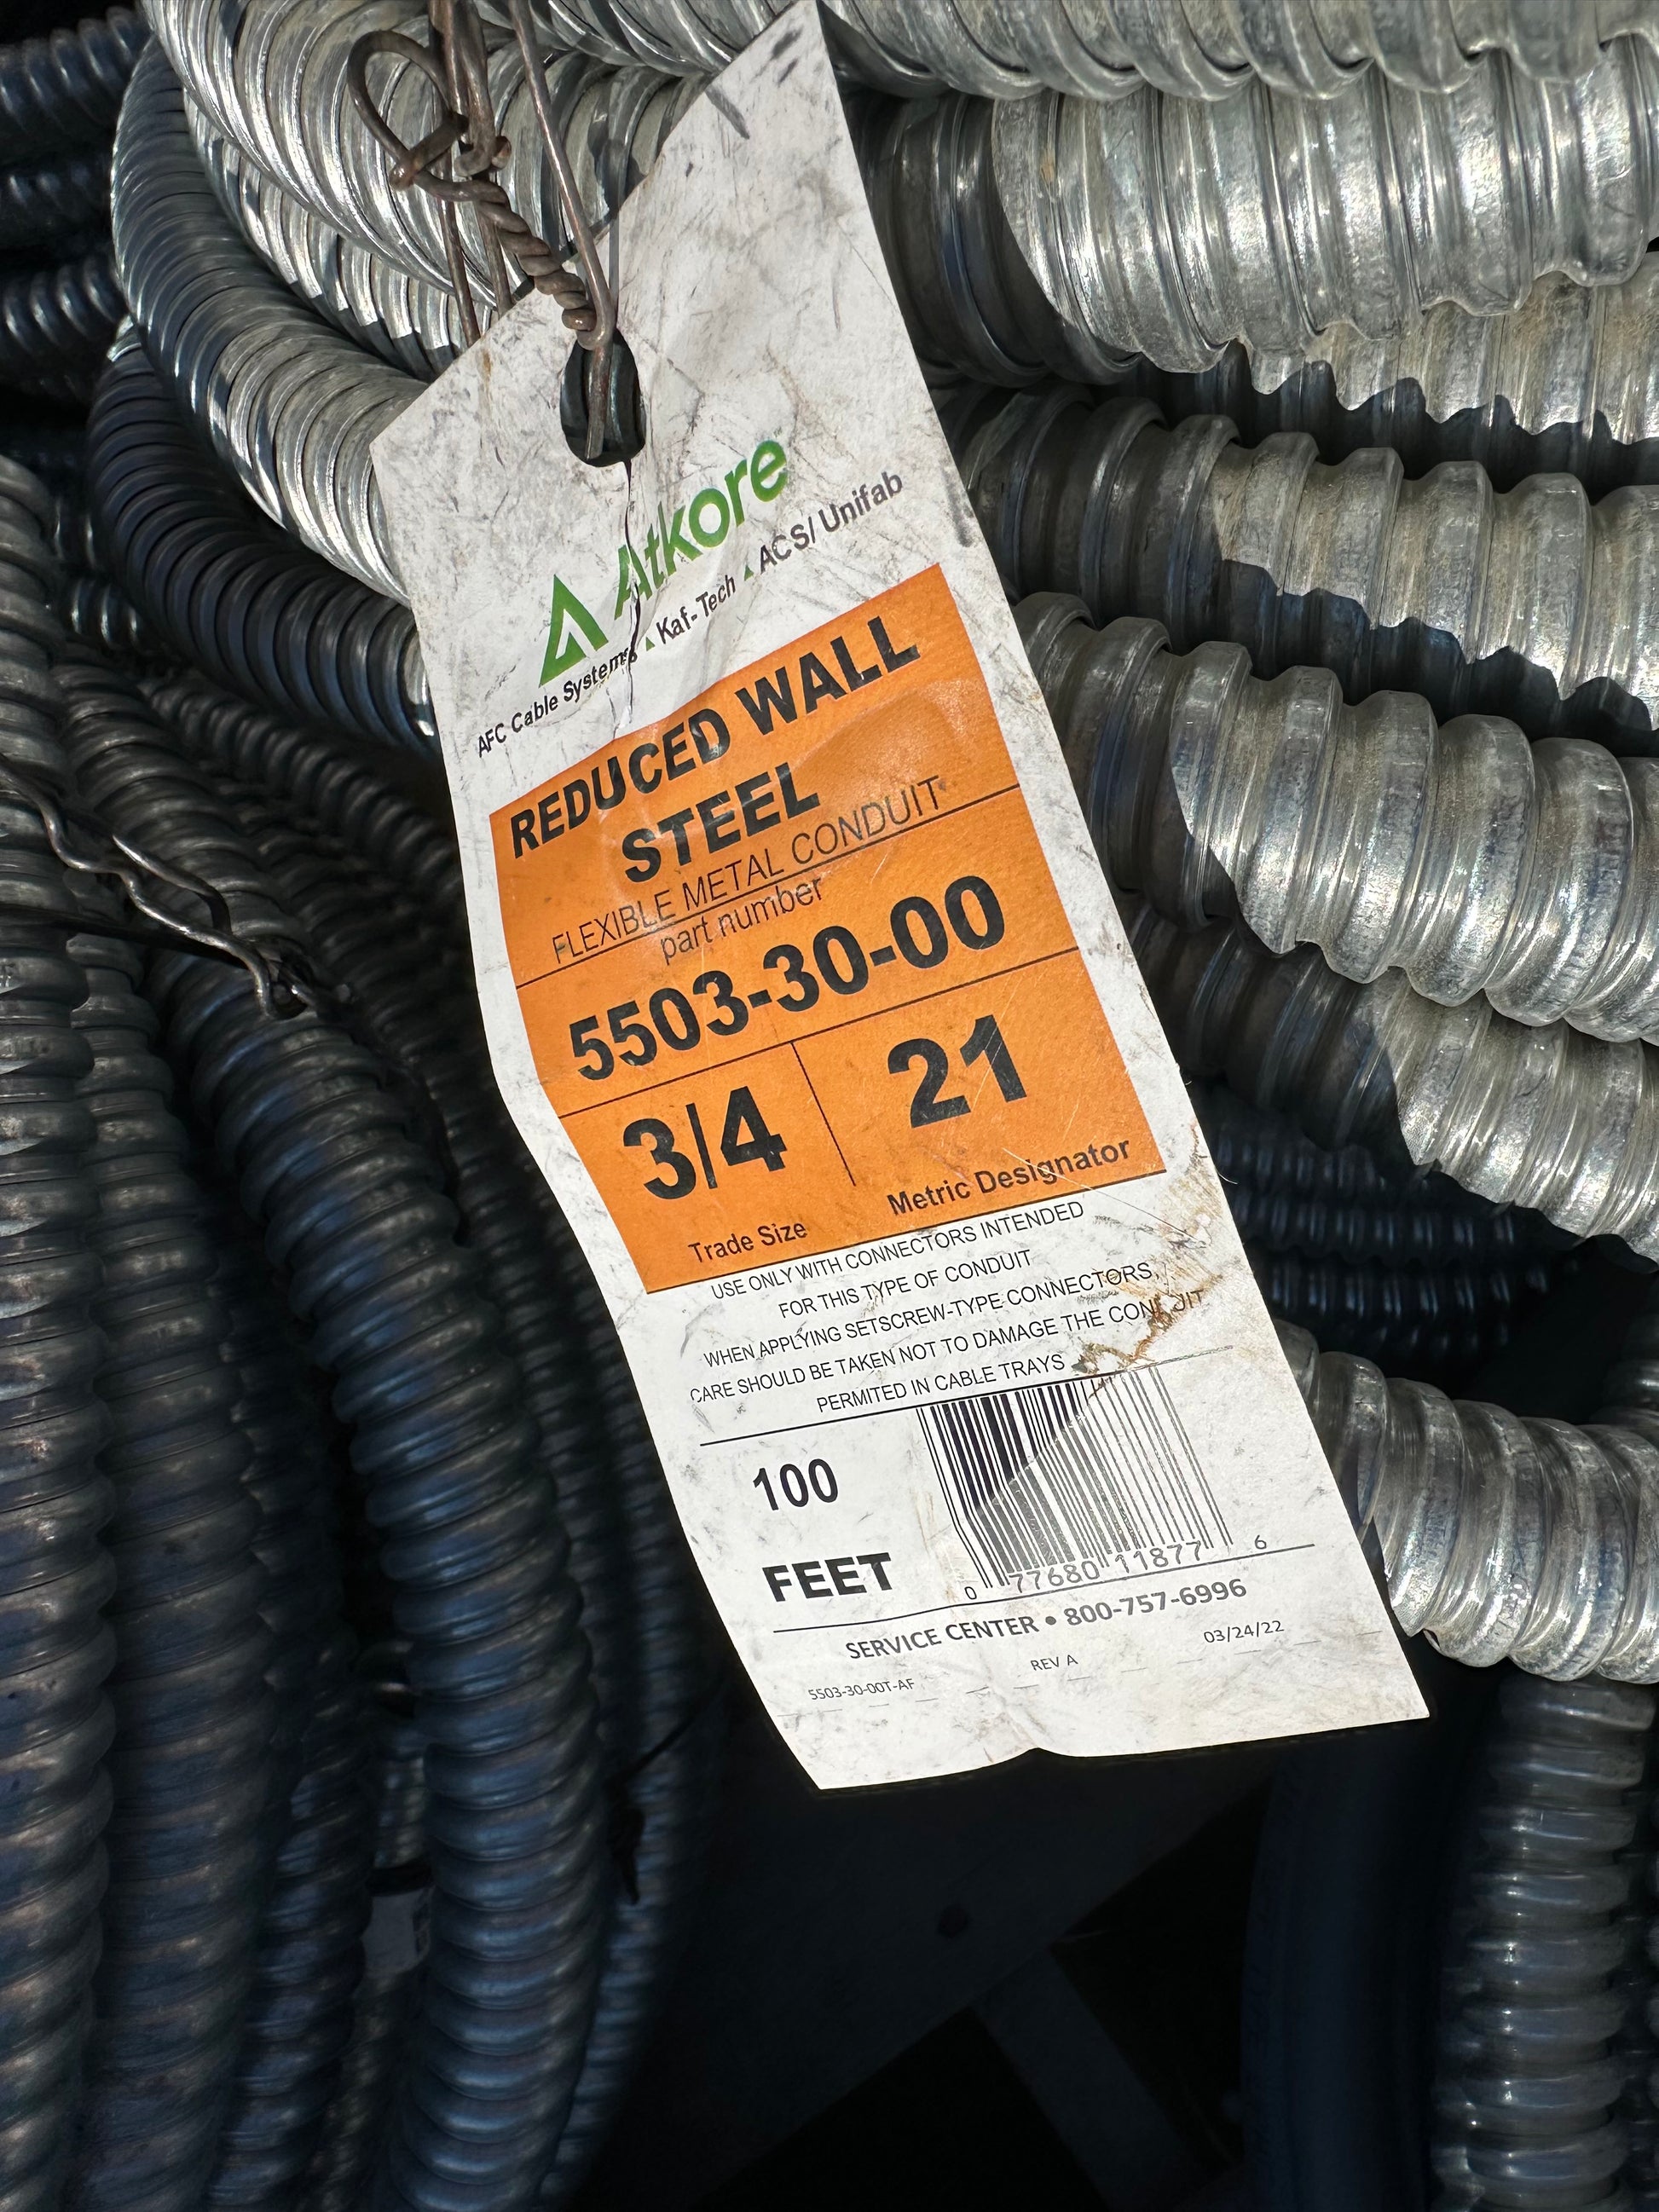 Atkore
AFC Cable Systems ▲ Kaf-Tech ▲ ACS/ Unifab
REDUCED WALL
STEEL
FLEXIBLE METAL CONDUIT
part number
5503-30-00
3/4
21
Trade Size
Metric Designator
USE ONLY WITH CONNECTORS INTENDED
FOR THIS TYPE OF CONDUIT
WHEN APPLYING SETSCREW-TYPE CONNECTORS,
CARE SHOULD BE TAKEN NOT TO DAMAGE THE CONDUIT
PERMITED IN CABLE TRAYS
100
FEET
0 77680 11877 6
SERVICE CENTER • 800-757-6996
5503-30-00T-AF
REV A
03/24/22